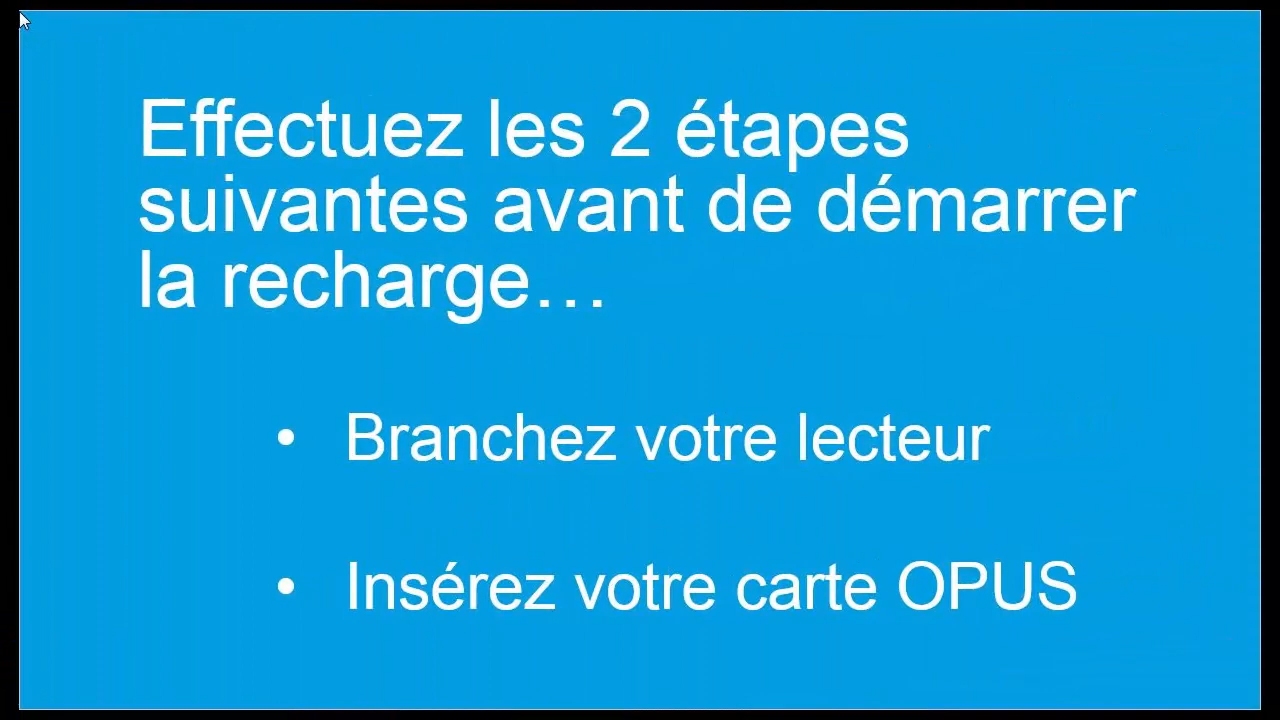 Effectuez les 2 étapes
suivantes avant de démarrer
la recharge…
• Branchez votre lecteur
• Insérez votre carte OPUS